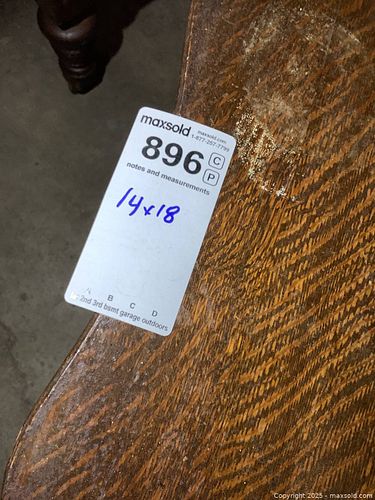 maxsold
maxsold.com
1-877-257-7799
896
C
P
notes and measurements
14x18
A B C D
2nd 3rd bsmt garage outdoors
Copyright 2025 - maxsold.com